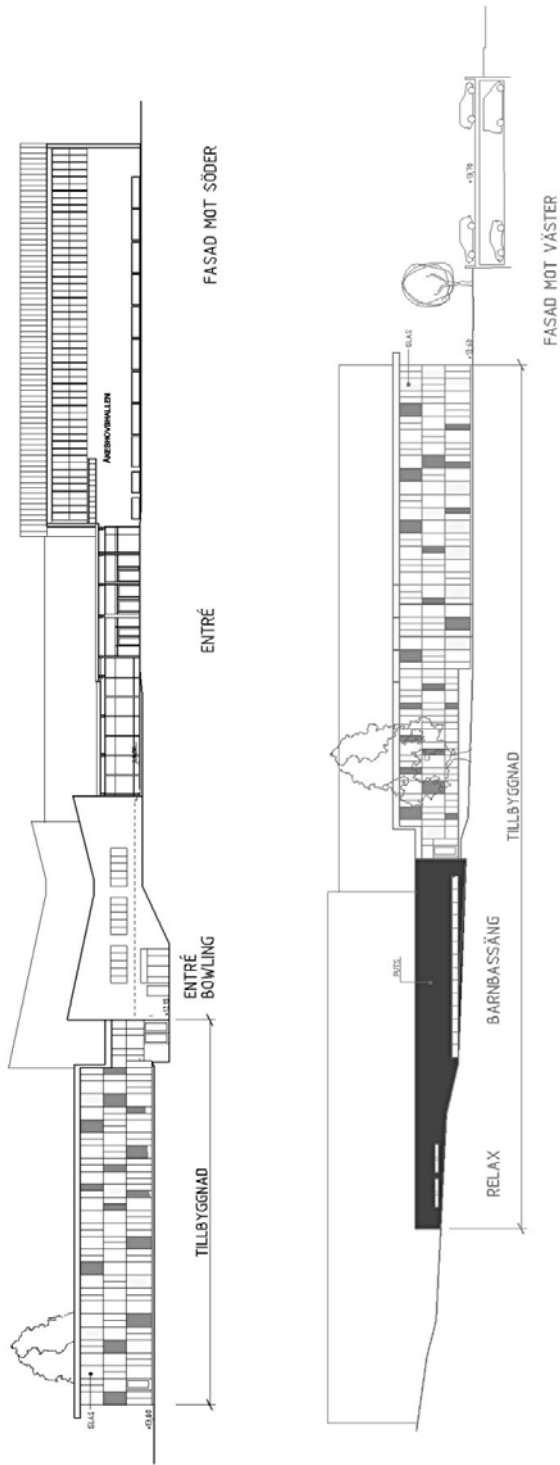 GLAS
+13,60
TILLBYGGNAD
ENTRÉ
BOWLING
ENTRÉ
ÅKESHOVSHALLEN
FASAD MOT SÖDER
PUTS
GLAS
+13,60
+13,70
RELAX
BARNBASSÄNG
TILLBYGGNAD
FASAD MOT VÄSTER